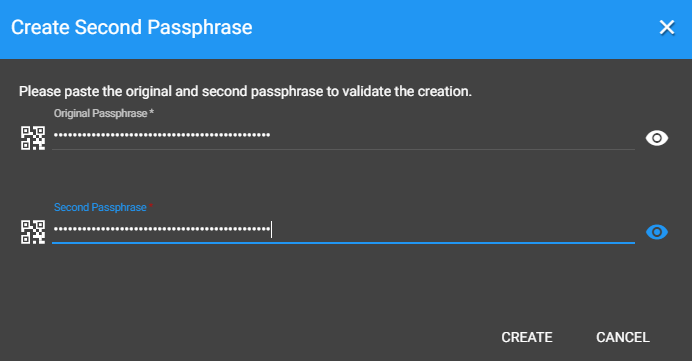 Create Second Passphrase
Please paste the original and second passphrase to validate the creation.
Original Passphrase *
Second Passphrase *
CREATE CANCEL